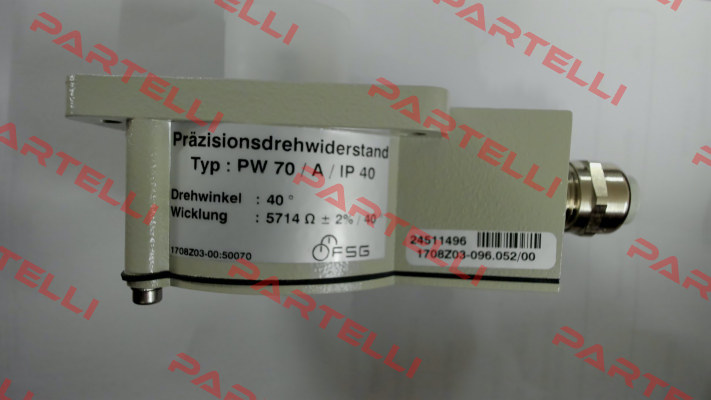 PARTELLI
PARTELLI
PARTELLI
PARTELLI
PARTELLI
Präzisionsdrehwiderstand
Typ : PW 70 / A / IP 40
Drehwinkel : 40 °
Wicklung : 5714 Ω ± 2% / 40
1708Z03-00:50070
FSG
24511496
1708Z03-096.052/00
PARTELLI
PARTELLI
PARTELLI
PARTELLI